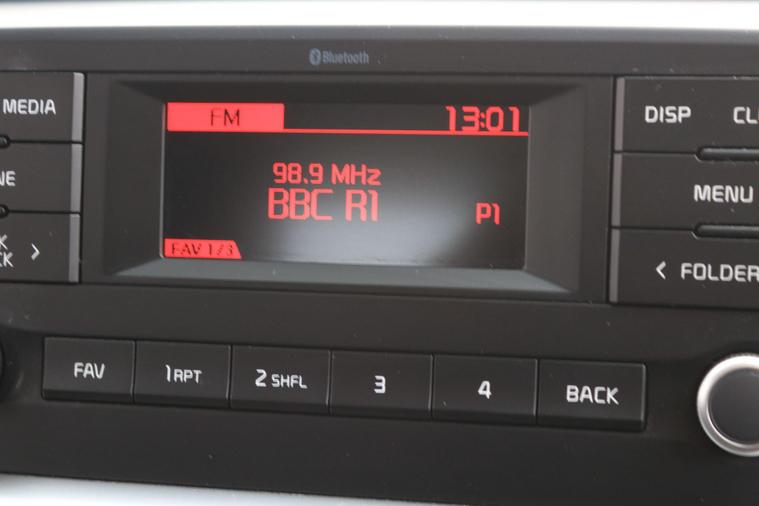 Bluetooth
MEDIA
FM 13:01
DISP
98.9 MHz
BBC R1
P1
MENU
FAV 1/3
FOLDER
FAV
1 RPT
2 SHFL
3
4
BACK